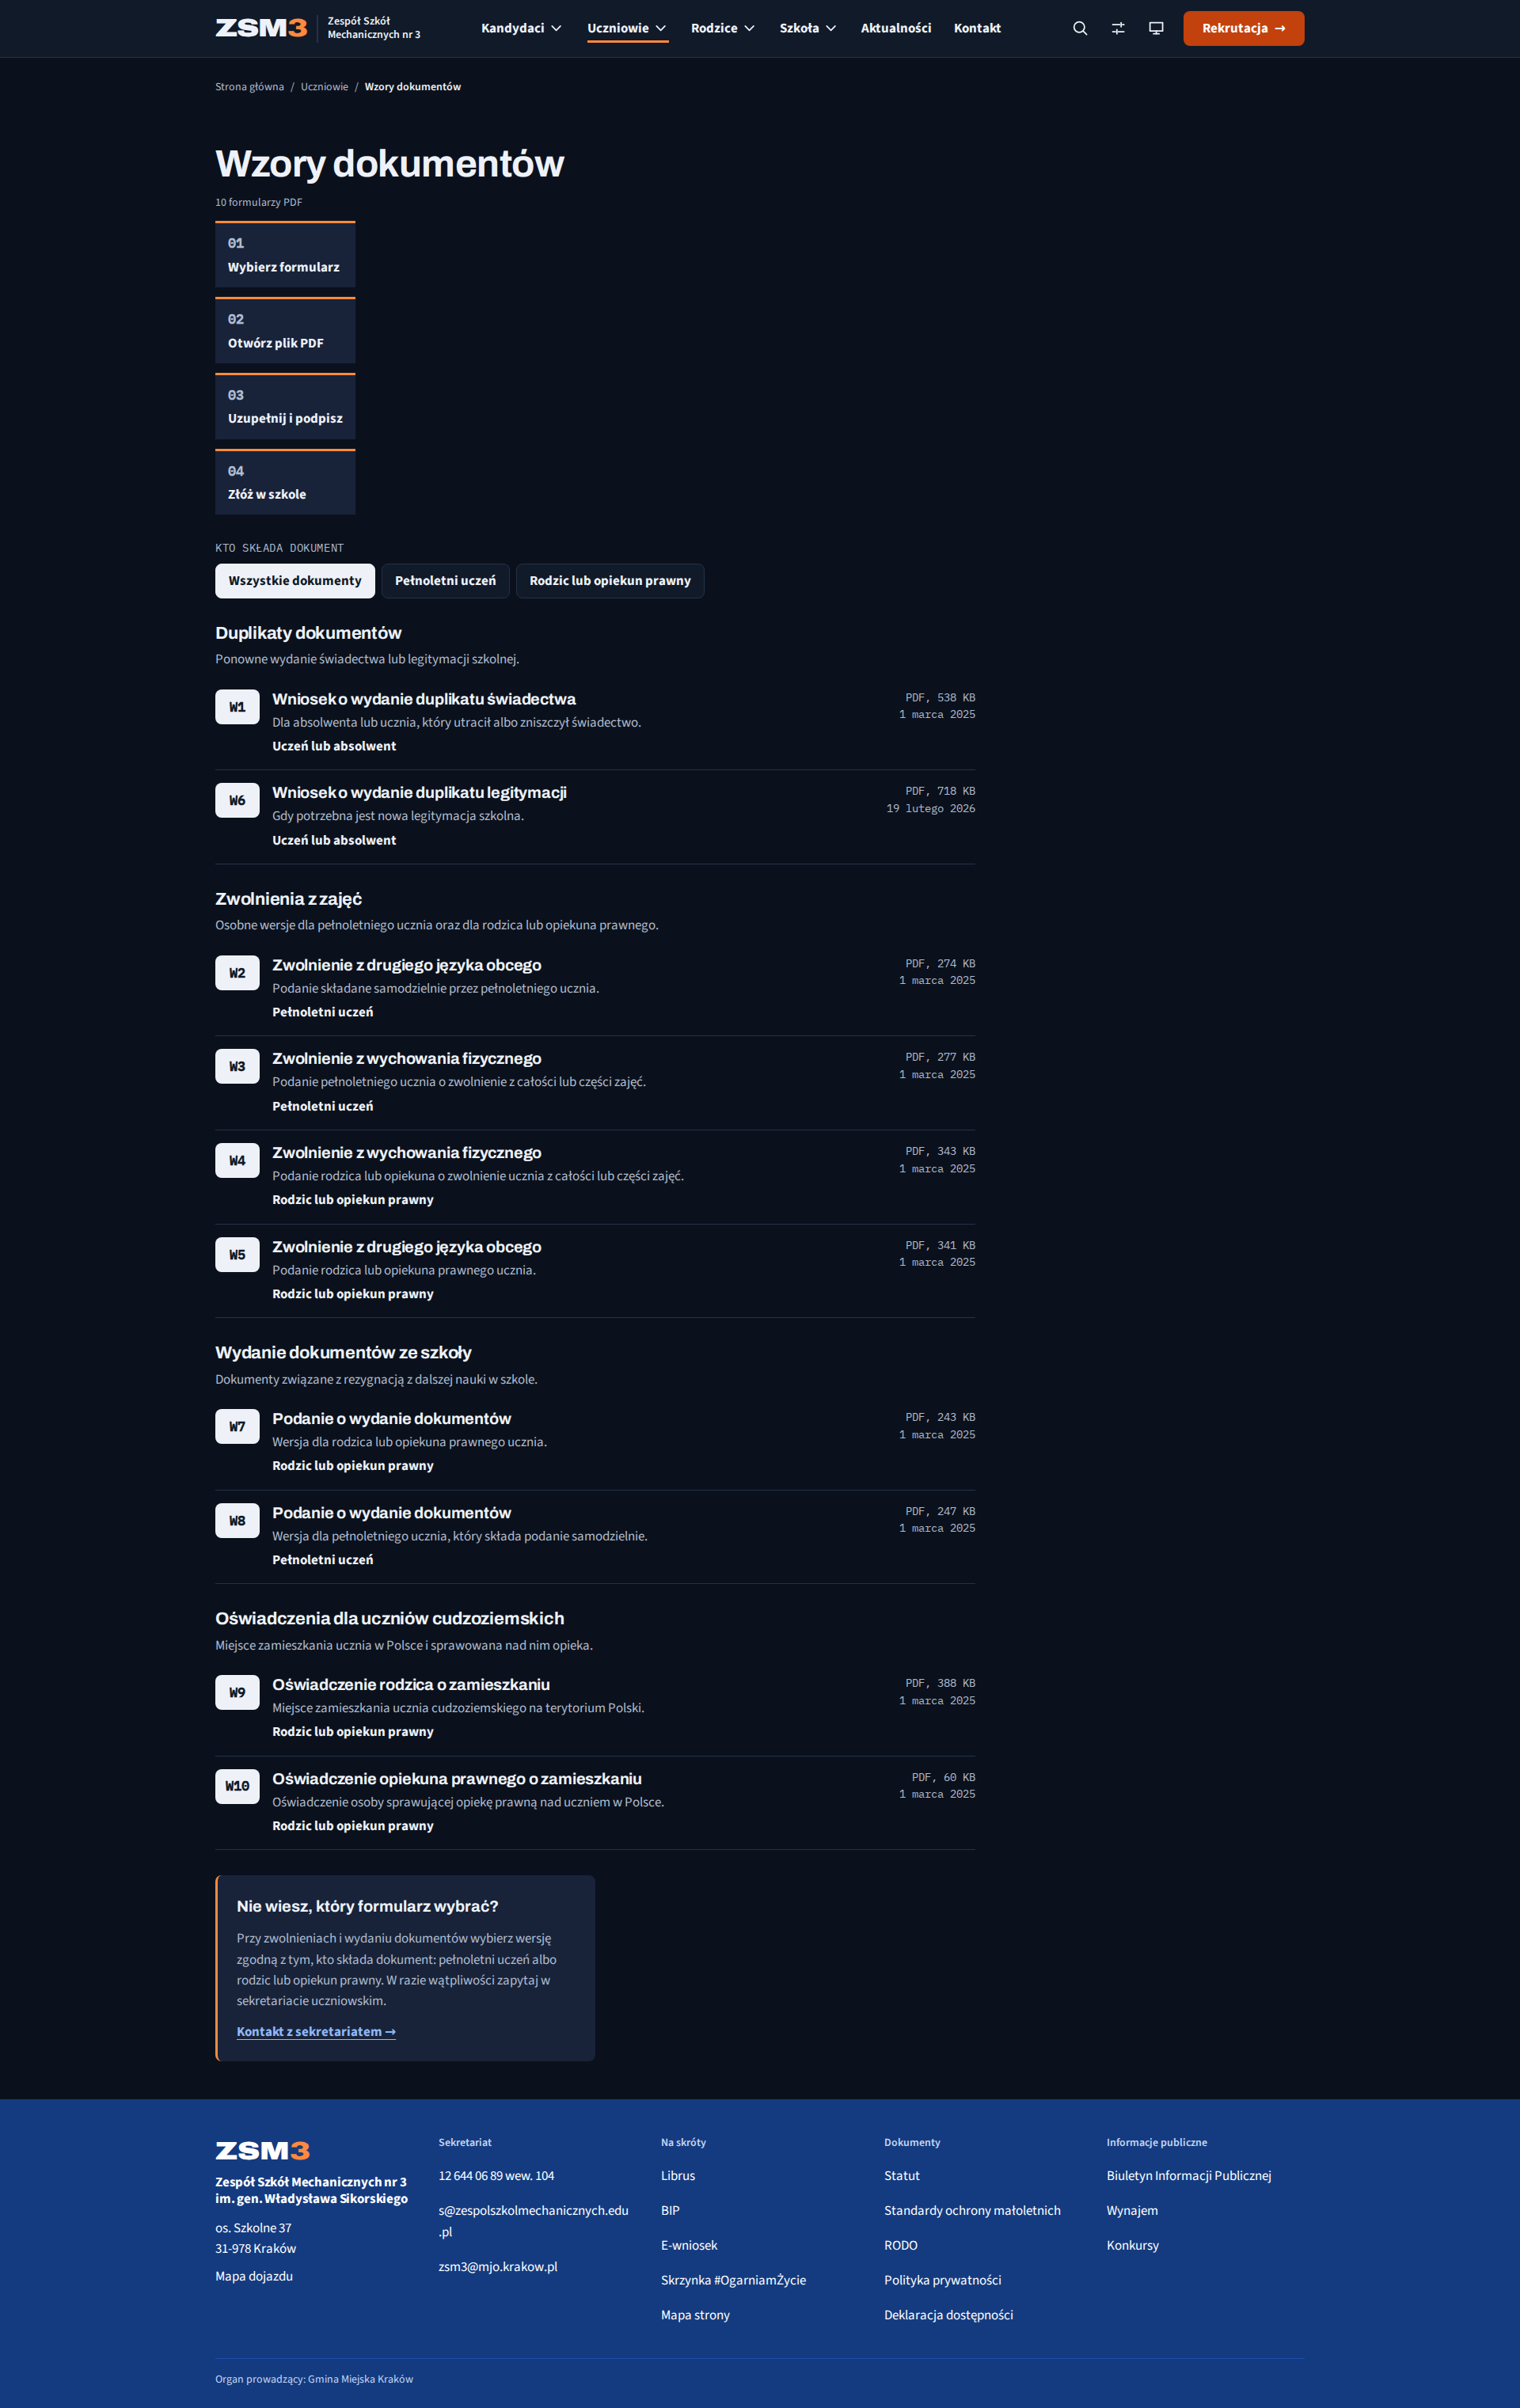 ZSM3
Zespół Szkół
Mechanicznych nr 3
Kandydaci
Uczniowie
Rodzice
Szkoła
Aktualności
Kontakt
Rekrutacja →
Strona główna / Uczniowie / Wzory dokumentów
Wzory dokumentów
10 formularzy PDF
01
Wybierz formularz
02
Otwórz plik PDF
03
Uzupełnij i podpisz
04
Złóż w szkole
KTO SKŁADA DOKUMENT
Wszystkie dokumenty
Pełnoletni uczeń
Rodzic lub opiekun prawny
Duplikaty dokumentów
Ponowne wydanie świadectwa lub legitymacji szkolnej.
W1
Wniosek o wydanie duplikatu świadectwa
Dla absolwenta lub ucznia, który utracił albo zniszczył świadectwo.
Uczeń lub absolwent
PDF, 538 KB
1 marca 2025
W6
Wniosek o wydanie duplikatu legitymacji
Gdy potrzebna jest nowa legitymacja szkolna.
Uczeń lub absolwent
PDF, 718 KB
19 lutego 2026
Zwolnienia z zajęć
Osobne wersje dla pełnoletniego ucznia oraz dla rodzica lub opiekuna prawnego.
W2
Zwolnienie z drugiego języka obcego
Podanie składane samodzielnie przez pełnoletniego ucznia.
Pełnoletni uczeń
PDF, 274 KB
1 marca 2025
W3
Zwolnienie z wychowania fizycznego
Podanie pełnoletniego ucznia o zwolnienie z całości lub części zajęć.
Pełnoletni uczeń
PDF, 277 KB
1 marca 2025
W4
Zwolnienie z wychowania fizycznego
Podanie rodzica lub opiekuna o zwolnienie ucznia z całości lub części zajęć.
Rodzic lub opiekun prawny
PDF, 343 KB
1 marca 2025
W5
Zwolnienie z drugiego języka obcego
Podanie rodzica lub opiekuna prawnego ucznia.
Rodzic lub opiekun prawny
PDF, 341 KB
1 marca 2025
Wydanie dokumentów ze szkoły
Dokumenty związane z rezygnacją z dalszej nauki w szkole.
W7
Podanie o wydanie dokumentów
Wersja dla rodzica lub opiekuna prawnego ucznia.
Rodzic lub opiekun prawny
PDF, 243 KB
1 marca 2025
W8
Podanie o wydanie dokumentów
Wersja dla pełnoletniego ucznia, który składa podanie samodzielnie.
Pełnoletni uczeń
PDF, 247 KB
1 marca 2025
Oświadczenia dla uczniów cudzoziemskich
Miejsce zamieszkania ucznia w Polsce i sprawowana nad nim opieka.
W9
Oświadczenie rodzica o zamieszkaniu
Miejsce zamieszkania ucznia cudzoziemskiego na terytorium Polski.
Rodzic lub opiekun prawny
PDF, 388 KB
1 marca 2025
W10
Oświadczenie opiekuna prawnego o zamieszkaniu
Oświadczenie osoby sprawującej opiekę prawną nad uczniem w Polsce.
Rodzic lub opiekun prawny
PDF, 60 KB
1 marca 2025
Nie wiesz, który formularz wybrać?
Przy zwolnieniach i wydaniu dokumentów wybierz wersję
zgodną z tym, kto składa dokument: pełnoletni uczeń albo
rodzic lub opiekun prawny. W razie wątpliwości zapytaj w
sekretariacie uczniowskim.
Kontakt z sekretariatem →
ZSM3
Zespół Szkół Mechanicznych nr 3
im. gen. Władysława Sikorskiego
os. Szkolne 37
31-978 Kraków
Mapa dojazdu
Sekretariat
12 644 06 89 wew. 104
s@zespolszkolmechanicznych.edu
.pl
zsm3@mjo.krakow.pl
Na skróty
Librus
BIP
E-wniosek
Skrzynka #OgarniamŻycie
Mapa strony
Dokumenty
Statut
Standardy ochrony małoletnich
RODO
Polityka prywatności
Deklaracja dostępności
Informacje publiczne
Biuletyn Informacji Publicznej
Wynajem
Konkursy
Organ prowadzący: Gmina Miejska Kraków